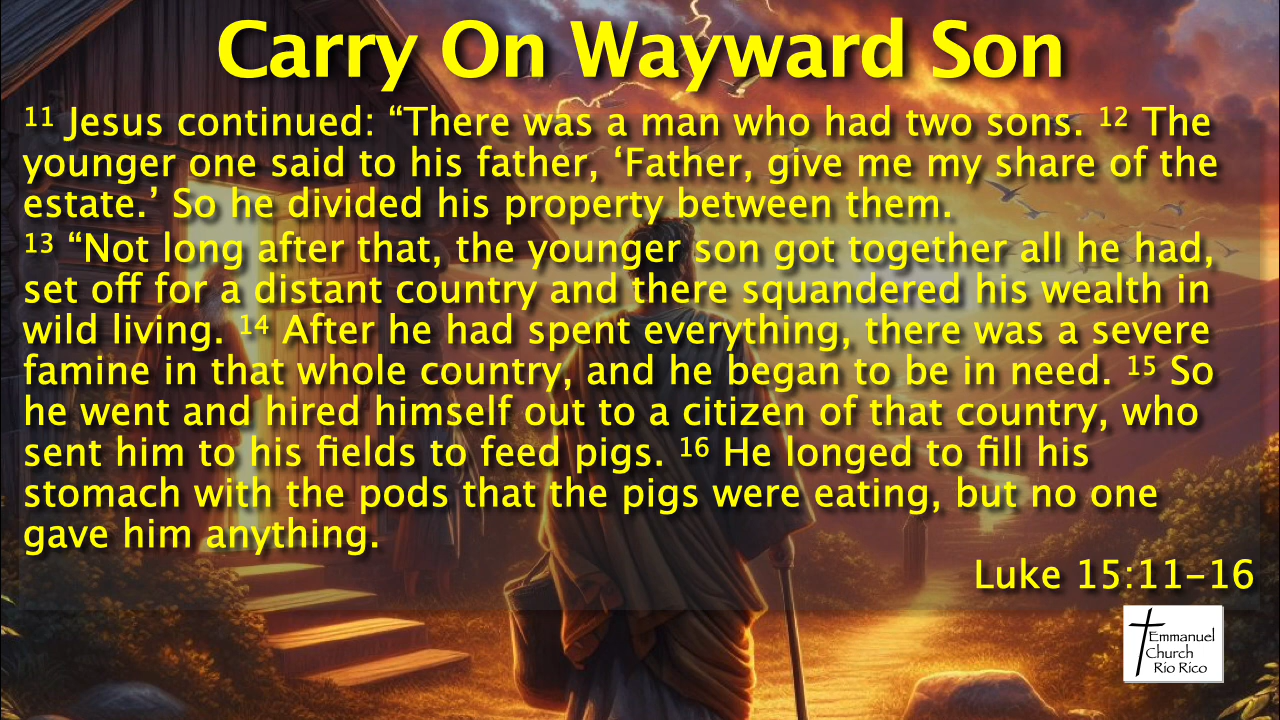 Carry On Wayward Son
¹¹ Jesus continued: “There was a man who had two sons. ¹² The
younger one said to his father, ‘Father, give me my share of the
estate.’ So he divided his property between them.
¹³ “Not long after that, the younger son got together all he had,
set off for a distant country and there squandered his wealth in
wild living. ¹⁴ After he had spent everything, there was a severe
famine in that whole country, and he began to be in need. ¹⁵ So
he went and hired himself out to a citizen of that country, who
sent him to his fields to feed pigs. ¹⁶ He longed to fill his
stomach with the pods that the pigs were eating, but no one
gave him anything.
Luke 15:11–16
Emmanuel
Church
Rio Rico